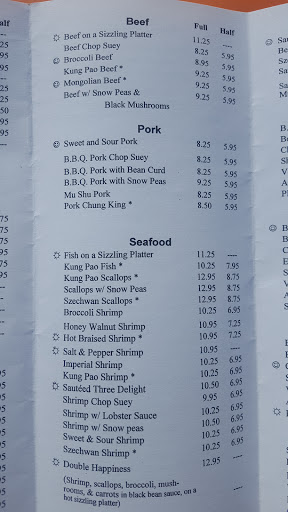 Beef Full Half
Beef on a Sizzling Platter 11.25 ----
Beef Chop Suey 8.25 5.95
Broccoli Beef 8.25 5.95
Kung Pao Beef * 8.95 5.95
Mongolian Beef * 9.25 5.95
Beef w/ Snow Peas & 9.25 5.95
Black Mushrooms
Pork
Sweet and Sour Pork 8.25 5.95
B.B.Q. Pork Chop Suey 8.25 5.95
B.B.Q. Pork with Bean Curd 8.25 5.95
B.B.Q. Pork with Snow Peas 9.25 5.95
Mu Shu Pork 8.25 5.95
Pork Chung King * 8.50 5.95
Seafood
Fish on a Sizzling Platter 11.25 ----
Kung Pao Fish * 10.25 7.95
Kung Pao Scallops * 12.95 8.75
Scallops w/ Snow Peas 12.95 8.75
Szechwan Scallops * 12.95 8.75
Broccoli Shrimp 10.25 6.95
Honey Walnut Shrimp 10.95 7.25
Hot Braised Shrimp * 10.95 7.25
Salt & Pepper Shrimp 10.95 ----
Imperial Shrimp 10.25 6.95
Kung Pao Shrimp * 10.25 6.95
Sautéed Three Delight 10.50 6.95
Shrimp Chop Suey 9.95 6.95
Shrimp w/ Lobster Sauce 10.25 6.95
Shrimp w/ Snow peas 10.50 6.95
Sweet & Sour Shrimp 10.25 6.95
Szechwan Shrimp * 10.25 6.95
Double Happiness 12.95 ----
(Shrimp, scallops, broccoli, mush-
rooms, & carrots in black bean sauce, on a
hot sizzling platter)